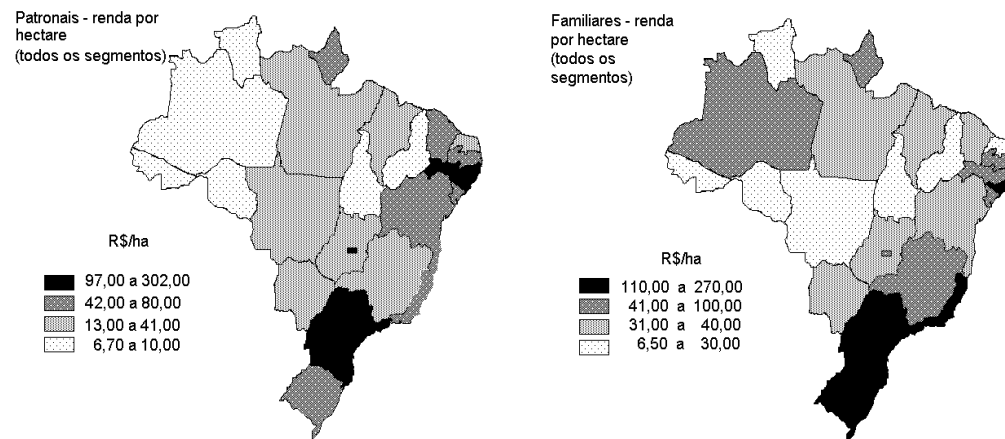 Patronais - renda por
hectare
(todos os segmentos)
R$/ha
97,00 a 302,00
42,00 a 80,00
13,00 a 41,00
6,70 a 10,00
Familiares - renda
por hectare
(todos os
segmentos)
R$/ha
110,00 a 270,00
41,00 a 100,00
31,00 a 40,00
6,50 a 30,00